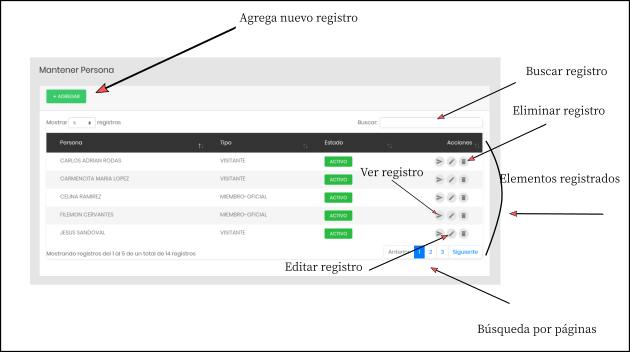 Agrega nuevo registro
Mantener Persona
+ AGREGAR
Buscar registro
Mostrar 5 registros
Buscar:
Eliminar registro
Persona Tipo Estado Acciones
CARLOS ADRIAN RODAS VISITANTE ACTIVO
CARMENCITA MARIA LOPEZ VISITANTE ACTIVO
Ver registro
Elementos registrados
CELINA RAMIREZ MIEMBRO-OFICIAL ACTIVO
FILEMON CERVANTES MIEMBRO-OFICIAL ACTIVO
JESUS SANDOVAL VISITANTE ACTIVO
Mostrando registros del 1 al 5 de un total de 14 registros
Anterior 1 2 3 Siguiente
Editar registro
Búsqueda por páginas